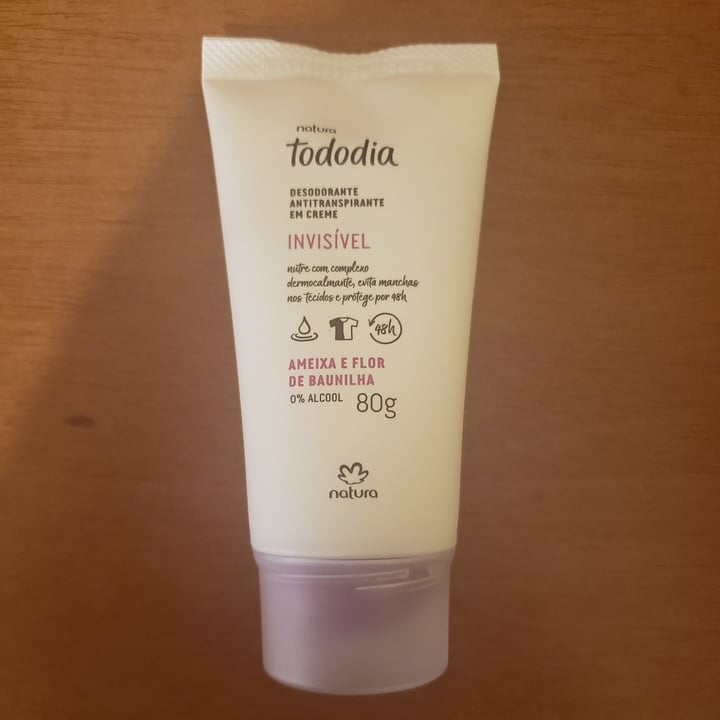 natura
Tododia
DESODORANTE
ANTITRANSPIRANTE
EM CREME
INVISÍVEL
nutre com complexo
dermocalmante, evita manchas
nos tecidos e protege por 48h
48h
AMEIXA E FLOR
DE BAUNILHA
0% ALCOOL 80g
natura